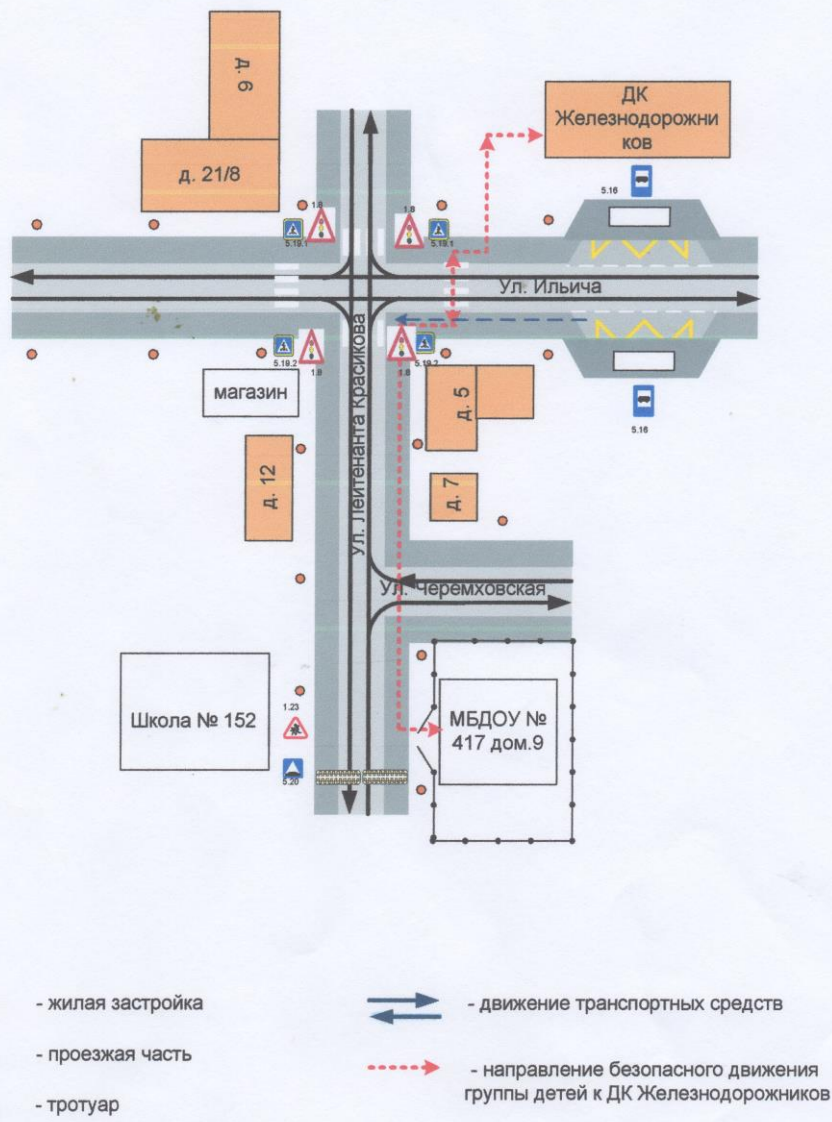 д. 6
ДК
Железнодорожни
ков
д. 21/8
5.16
1.8
5.19.1
1.8
5.19.1
Ул. Ильича
5.19.2
1.8
1.8
5.19.2
5.16
магазин
Ул. Лейтенанта Красикова
д. 5
д. 12
д. 7
Ул. Черемховская
Школа № 152
1.23
5.20
МБДОУ №
417 дом.9
- жилая застройка
- движение транспортных средств
- проезжая часть
- направление безопасного движения
группы детей к ДК Железнодорожников
- тротуар